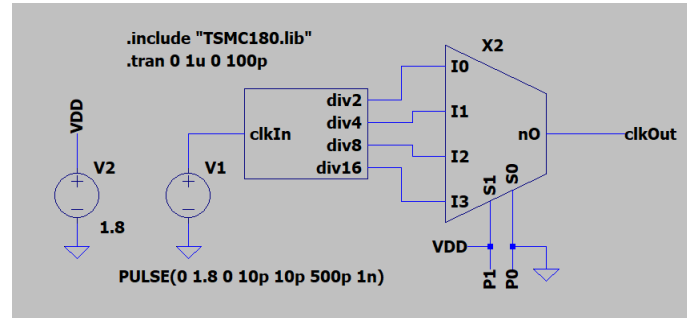 .include "TSMC180.lib"
.tran 0 1u 0 100p
X2
I0
div2
VDD
I1
div4
clkIn
nO
clkOut
div8
I2
V2
V1
div16
S1
S0
I3
1.8
VDD
P1
P0
PULSE(0 1.8 0 10p 10p 500p 1n)